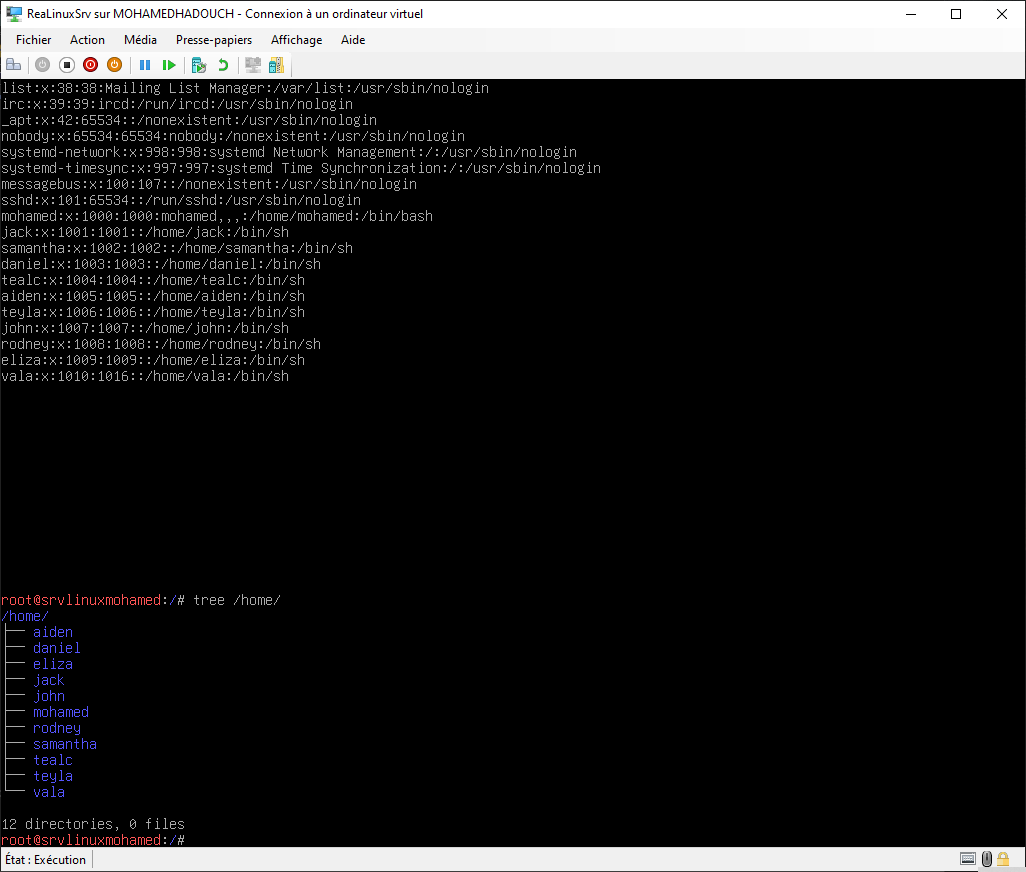 ReaLinuxSrv sur MOHAMEDHADOUCH - Connexion à un ordinateur virtuel
Fichier Action Média Presse-papiers Affichage Aide
list:x:38:38:Mailing List Manager:/var/list:/usr/sbin/nologin
irc:x:39:39:ircd:/run/ircd:/usr/sbin/nologin
_apt:x:42:65534::/nonexistent:/usr/sbin/nologin
nobody:x:65534:65534:nobody:/nonexistent:/usr/sbin/nologin
systemd-network:x:998:998:systemd Network Management:/:/usr/sbin/nologin
systemd-timesync:x:997:997:systemd Time Synchronization:/:/usr/sbin/nologin
messagebus:x:100:107::/nonexistent:/usr/sbin/nologin
sshd:x:101:65534::/run/sshd:/usr/sbin/nologin
mohamed:x:1000:1000:mohamed,,,:/home/mohamed:/bin/bash
jack:x:1001:1001::/home/jack:/bin/sh
samantha:x:1002:1002::/home/samantha:/bin/sh
daniel:x:1003:1003::/home/daniel:/bin/sh
tealc:x:1004:1004::/home/tealc:/bin/sh
aiden:x:1005:1005::/home/aiden:/bin/sh
teyla:x:1006:1006::/home/teyla:/bin/sh
john:x:1007:1007::/home/john:/bin/sh
rodney:x:1008:1008::/home/rodney:/bin/sh
eliza:x:1009:1009::/home/eliza:/bin/sh
vala:x:1010:1016::/home/vala:/bin/sh
root@srvlinuxmohamed:/# tree /home/
/home/
├── aiden
├── daniel
├── eliza
├── jack
├── john
├── mohamed
├── rodney
├── samantha
├── tealc
├── teyla
└── vala
12 directories, 0 files
root@srvlinuxmohamed:/#
État : Exécution